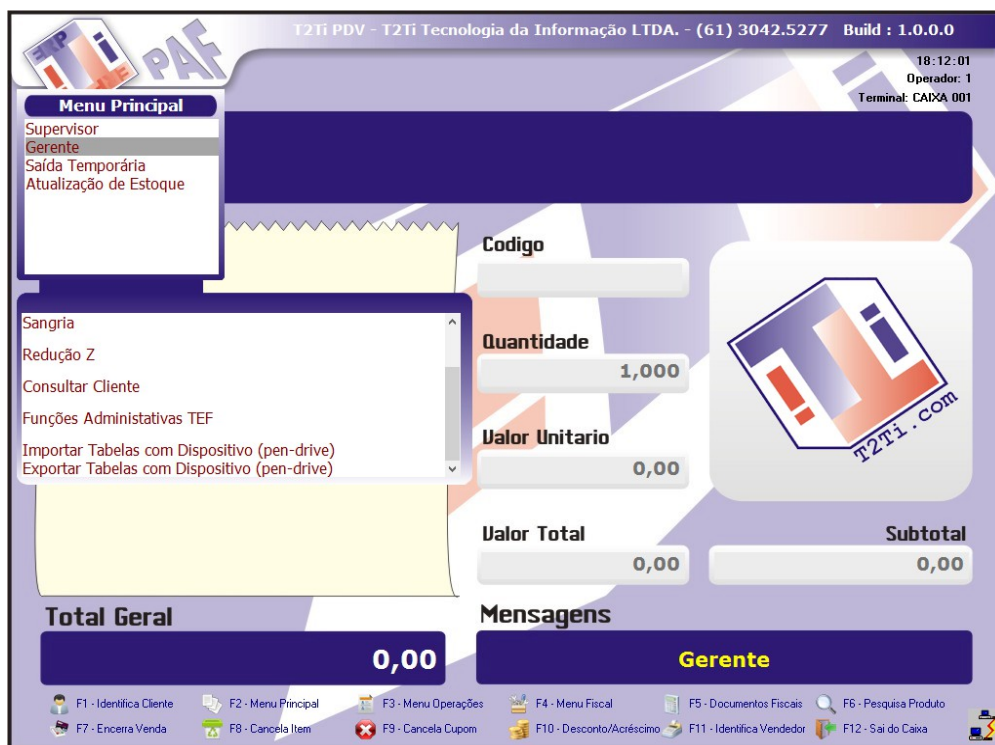 T2Ti PDV - T2Ti Tecnologia da Informação LTDA. - (61) 3042.5277 Build : 1.0.0.0
ERP
PAF
18:12:01
Operador: 1
Terminal: CAIXA 001
Menu Principal
Supervisor
Gerente
Saída Temporária
Atualização de Estoque
Sangria
Redução Z
Consultar Cliente
Funções Administativas TEF
Importar Tabelas com Dispositivo (pen-drive)
Exportar Tabelas com Dispositivo (pen-drive)
Codigo
Quantidade
1,000
Valor Unitario
0,00
Valor Total
0,00
Subtotal
0,00
T2Ti.com
Total Geral
0,00
Mensagens
Gerente
F1 - Identifica Cliente F2 - Menu Principal F3 - Menu Operações F4 - Menu Fiscal F5 - Documentos Fiscais F6 - Pesquisa Produto
F7 - Encerra Venda F8 - Cancela Item F9 - Cancela Cupom F10 - Desconto/Acréscimo F11 - Identifica Vendedor F12 - Sai do Caixa